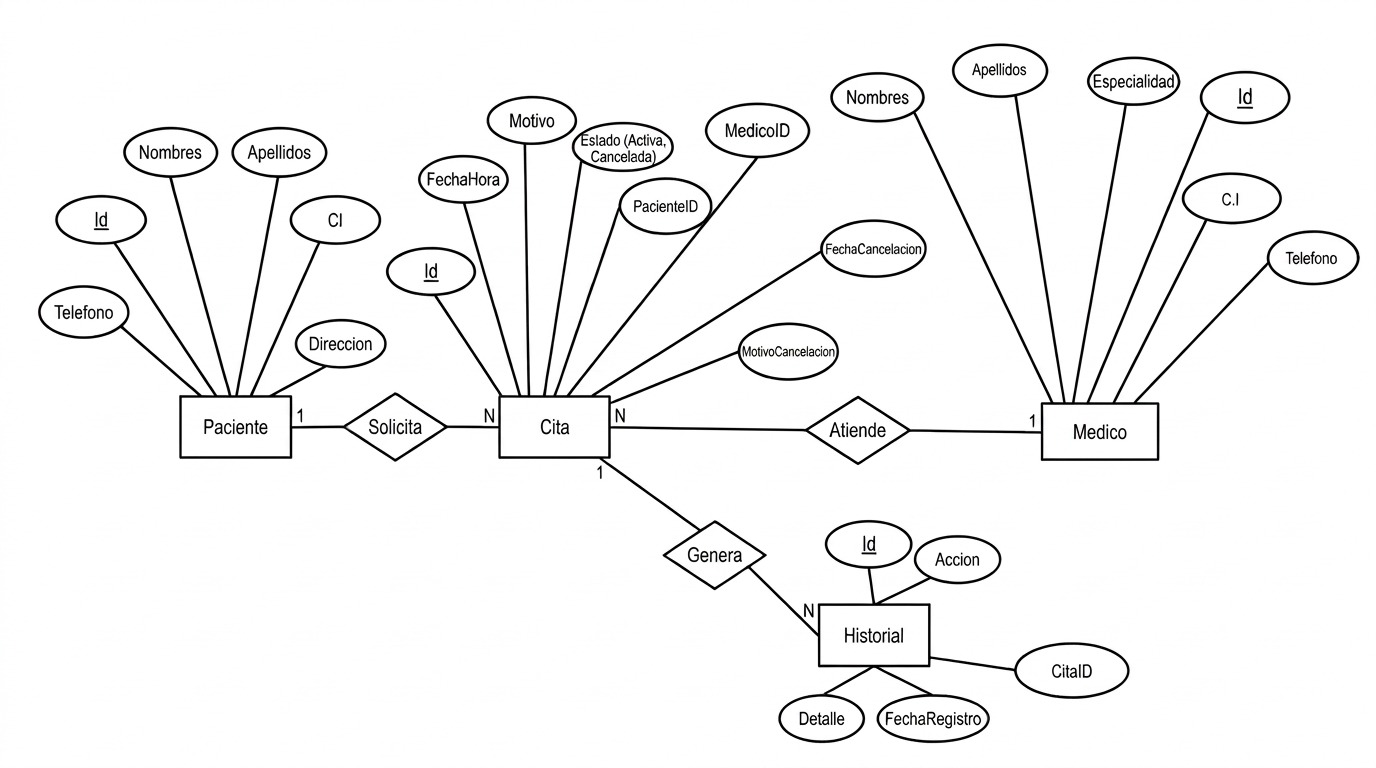 Nombres
Apellidos
Id
CI
Telefono
Direccion
Paciente
1
Solicita
N
Motivo
Estado (Activa,
Cancelada)
MedicoID
FechaHora
PacienteID
Id
FechaCancelacion
MotivoCancelacion
Cita
N
1
Atiende
1
Nombres
Apellidos
Especialidad
Id
C.I
Telefono
Medico
Genera
N
Id
Accion
Historial
CitaID
Detalle
FechaRegistro